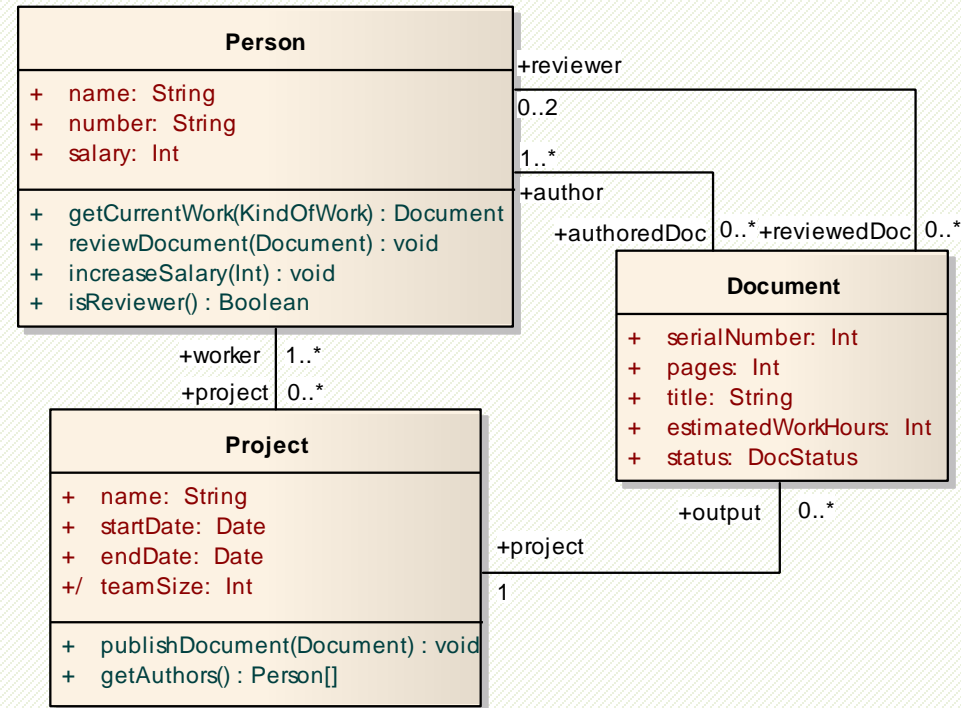 Person
+ name: String
+ number: String
+ salary: Int
+ getCurrentWork(KindOfWork) : Document
+ reviewDocument(Document) : void
+ increaseSalary(Int) : void
+ isReviewer() : Boolean
+reviewer
0..2
1..*
+author
+authoredDoc 0..* +reviewedDoc 0..*
Document
+ serialNumber: Int
+ pages: Int
+ title: String
+ estimatedWorkHours: Int
+ status: DocStatus
+worker 1..*
+project 0..*
Project
+ name: String
+ startDate: Date
+ endDate: Date
+/ teamSize: Int
+ publishDocument(Document) : void
+ getAuthors() : Person[]
+output 0..*
+project
1